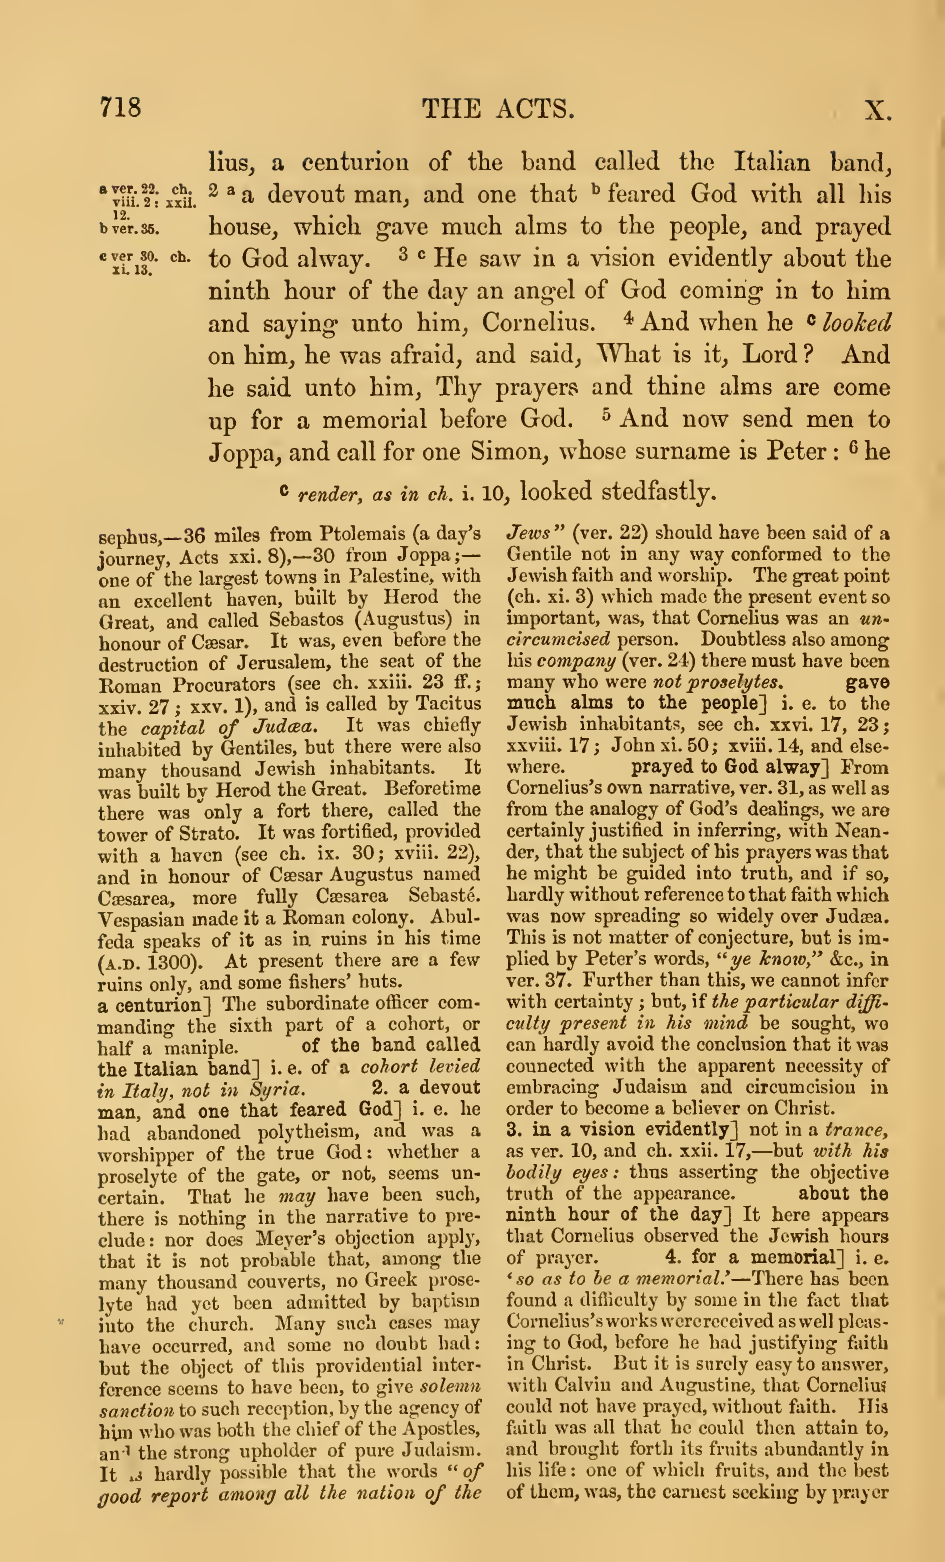 718
THE ACTS.
X.
lius, a centurion of the band called the Italian band,
a ver. 22. ch.
viii. 2: xxii.
12.
b ver. 35.
2 a a devout man, and one that b feared God with all his
house, which gave much alms to the people, and prayed
c ver 30. ch.
xi. 13.
to God alway. 3 c He saw in a vision evidently about the
ninth hour of the day an angel of God coming in to him
and saying unto him, Cornelius. 4 And when he c looked
on him, he was afraid, and said, What is it, Lord? And
he said unto him, Thy prayers and thine alms are come
up for a memorial before God. 5 And now send men to
Joppa, and call for one Simon, whose surname is Peter: 6 he
c render, as in ch. i. 10, looked stedfastly.
sephus,—36 miles from Ptolemais (a day's
journey, Acts xxi. 8),—30 from Joppa;—
one of the largest towns in Palestine, with
an excellent haven, built by Herod the
Great, and called Sebastos (Augustus) in
honour of Cæsar. It was, even before the
destruction of Jerusalem, the seat of the
Roman Procurators (see ch. xxiii. 23 ff.;
xxiv. 27; xxv. 1), and is called by Tacitus
the capital of Judæa. It was chiefly
inhabited by Gentiles, but there were also
many thousand Jewish inhabitants. It
was built by Herod the Great. Beforetime
there was only a fort there, called the
tower of Strato. It was fortified, provided
with a haven (see ch. ix. 30; xviii. 22),
and in honour of Cæsar Augustus named
Cæsarea, more fully Cæsarea Sebasté.
Vespasian made it a Roman colony. Abul-
feda speaks of it as in ruins in his time
(A.D. 1300). At present there are a few
ruins only, and some fishers' huts.
a centurion] The subordinate officer com-
manding the sixth part of a cohort, or
half a maniple. of the band called
the Italian band] i. e. of a cohort levied
in Italy, not in Syria. 2. a devout
man, and one that feared God] i. e. he
had abandoned polytheism, and was a
worshipper of the true God: whether a
proselyte of the gate, or not, seems un-
certain. That he may have been such,
there is nothing in the narrative to pre-
clude: nor does Meyer's objection apply,
that it is not probable that, among the
many thousand converts, no Greek prose-
lyte had yet been admitted by baptism
into the church. Many such cases may
have occurred, and some no doubt had:
but the object of this providential inter-
ference seems to have been, to give solemn
sanction to such reception, by the agency of
him who was both the chief of the Apostles,
and the strong upholder of pure Judaism.
It is hardly possible that the words "of
good report among all the nation of the
Jews" (ver. 22) should have been said of a
Gentile not in any way conformed to the
Jewish faith and worship. The great point
(ch. xi. 3) which made the present event so
important, was, that Cornelius was an un-
circumcised person. Doubtless also among
his company (ver. 24) there must have been
many who were not proselytes. gave
much alms to the people] i. e. to the
Jewish inhabitants, see ch. xxvi. 17, 23;
xxviii. 17; John xi. 50; xviii. 14, and else-
where. prayed to God alway] From
Cornelius's own narrative, ver. 31, as well as
from the analogy of God's dealings, we are
certainly justified in inferring, with Nean-
der, that the subject of his prayers was that
he might be guided into truth, and if so,
hardly without reference to that faith which
was now spreading so widely over Judæa.
This is not matter of conjecture, but is im-
plied by Peter's words, "ye know," &c., in
ver. 37. Further than this, we cannot infer
with certainty; but, if the particular diffi-
culty present in his mind be sought, we
can hardly avoid the conclusion that it was
connected with the apparent necessity of
embracing Judaism and circumcision in
order to become a believer on Christ.
3. in a vision evidently] not in a trance,
as ver. 10, and ch. xxii. 17,—but with his
bodily eyes: thus asserting the objective
truth of the appearance. about the
ninth hour of the day] It here appears
that Cornelius observed the Jewish hours
of prayer. 4. for a memorial] i. e.
'so as to be a memorial.'—There has been
found a difficulty by some in the fact that
Cornelius's works were received as well pleas-
ing to God, before he had justifying faith
in Christ. But it is surely easy to answer,
with Calvin and Augustine, that Cornelius
could not have prayed, without faith. His
faith was all that he could then attain to,
and brought forth its fruits abundantly in
his life: one of which fruits, and the best
of them, was, the earnest seeking by prayer